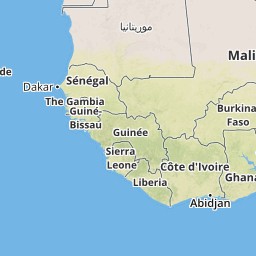 موريتانيا
Mali
de
Sénégal
Dakar
The Gambia
Guiné-
Bissau
Burkina
Faso
Guinée
Sierra
Leone
Côte d'Ivoire
Ghana
Liberia
Abidjan